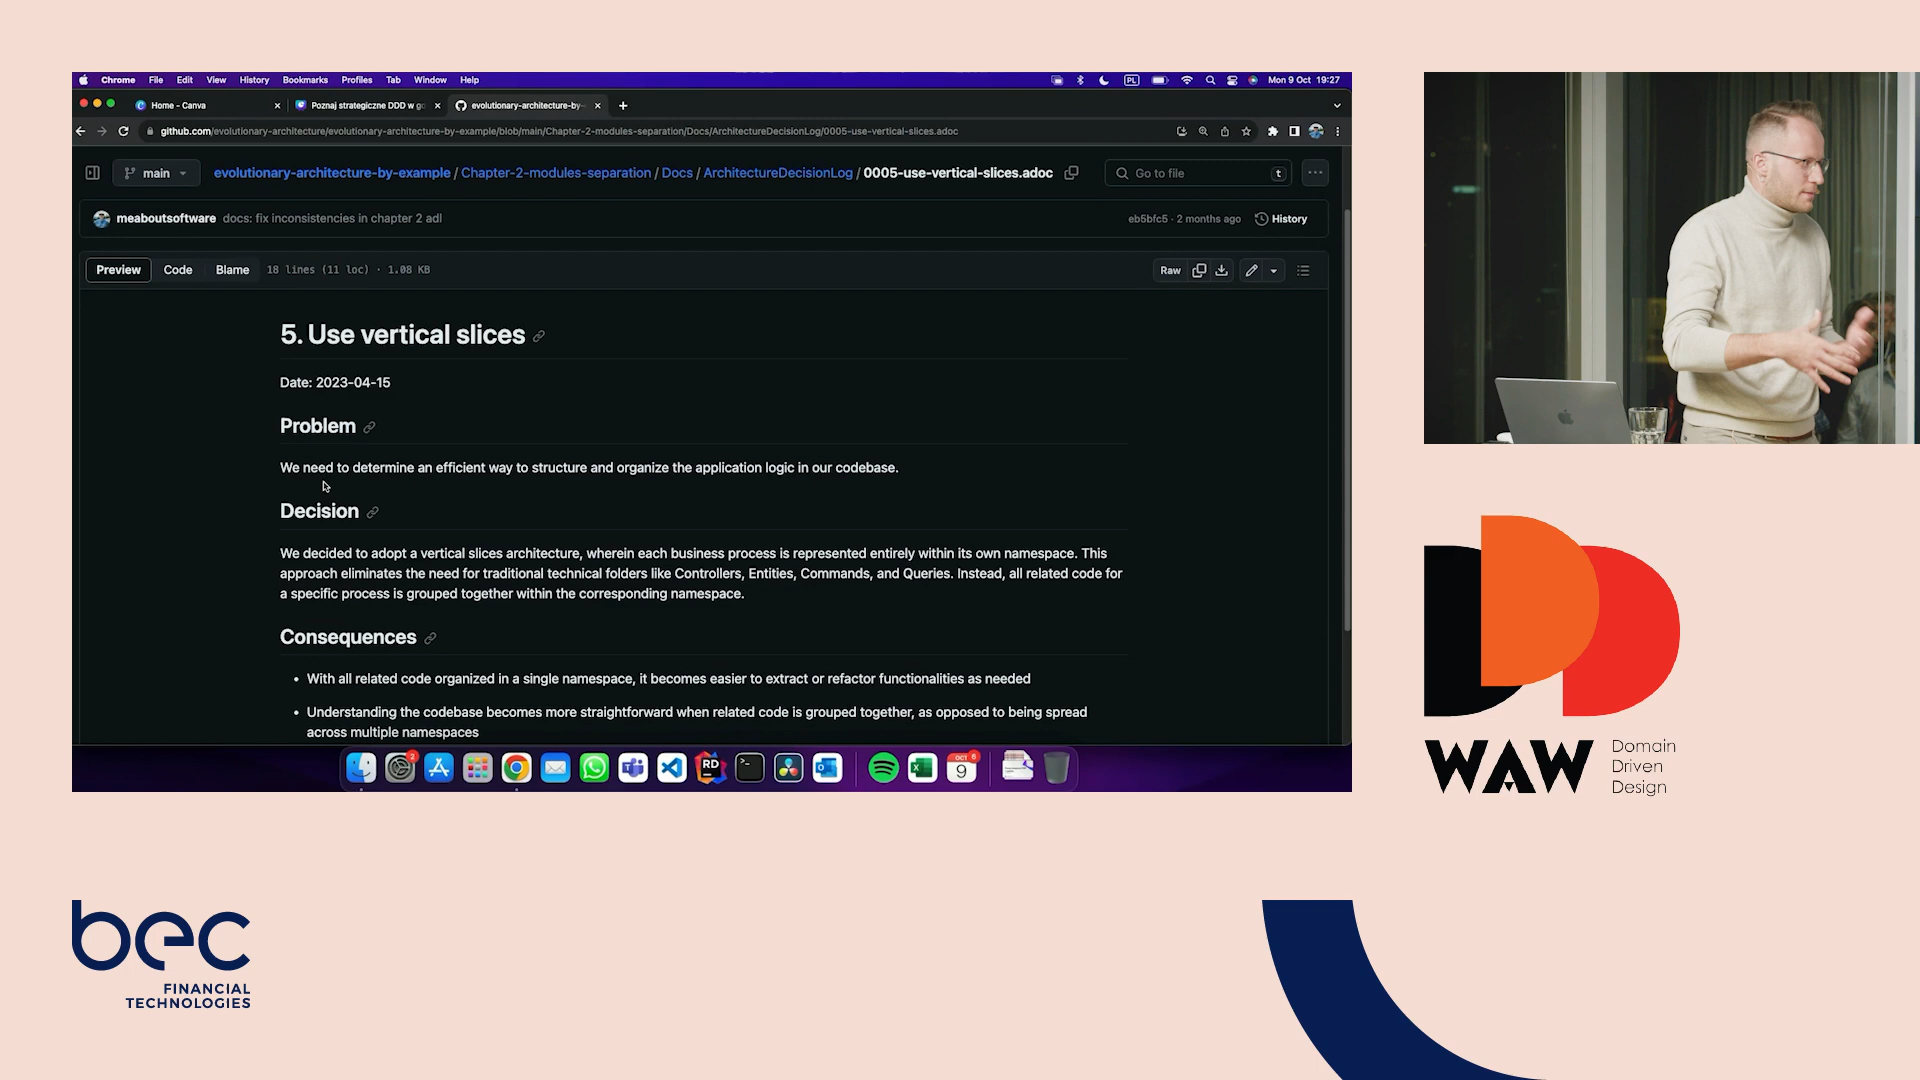 Chrome File Edit View History Bookmarks Profiles Tab Window Help PL Mon 9 Oct 19:27
Home - Canva Poznaj strategiczne DDD w go evolutionary-architecture-by-
github.com/evolutionary-architecture/evolutionary-architecture-by-example/blob/main/Chapter-2-modules-separation/Docs/ArchitectureDecisionLog/0005-use-vertical-slices.adoc
main evolutionary-architecture-by-example / Chapter-2-modules-separation / Docs / ArchitectureDecisionLog / 0005-use-vertical-slices.adoc Go to file t
meaboutsoftware docs: fix inconsistencies in chapter 2 adl eb5bfc5 · 2 months ago History
Preview Code Blame 18 lines (11 loc) · 1.08 KB Raw
5. Use vertical slices
Date: 2023-04-15
Problem
We need to determine an efficient way to structure and organize the application logic in our codebase.
Decision
We decided to adopt a vertical slices architecture, wherein each business process is represented entirely within its own namespace. This
approach eliminates the need for traditional technical folders like Controllers, Entities, Commands, and Queries. Instead, all related code for
a specific process is grouped together within the corresponding namespace.
Consequences
• With all related code organized in a single namespace, it becomes easier to extract or refactor functionalities as needed
• Understanding the codebase becomes more straightforward when related code is grouped together, as opposed to being spread
across multiple namespaces
2 RD OCT 9
WAW Domain
Driven
Design
bec
FINANCIAL
TECHNOLOGIES